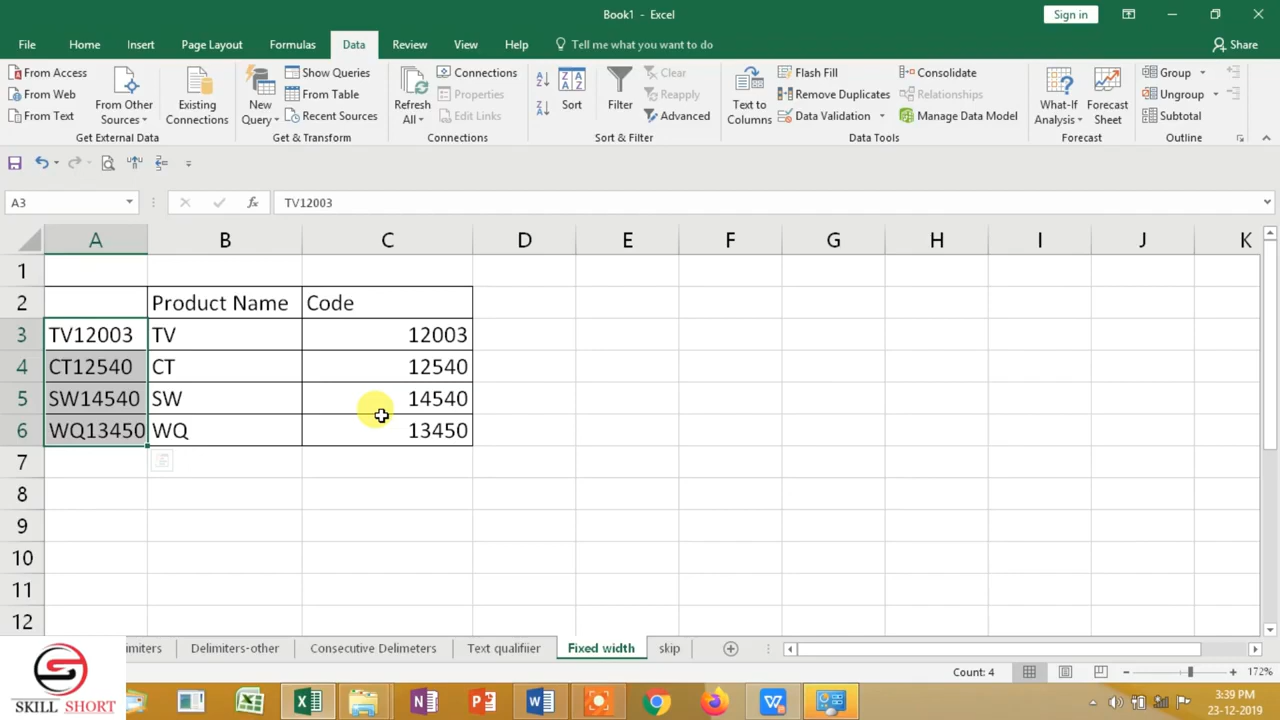 Book1 - Excel
Sign in
File Home Insert Page Layout Formulas Data Review View Help Tell me what you want to do Share
From Access
From Web
From Text
From Other Sources
Existing Connections
Get External Data
New Query
Show Queries
From Table
Recent Sources
Get & Transform
Refresh All
Connections
Properties
Edit Links
Connections
Sort
Filter
Clear
Reapply
Advanced
Sort & Filter
Text to Columns
Flash Fill
Remove Duplicates
Data Validation
Consolidate
Relationships
Manage Data Model
Data Tools
What-If Analysis
Forecast Sheet
Forecast
Group
Ungroup
Subtotal
Outline
A3 fx TV12003
A B C D E F G H I J K
1
2 Product Name Code
3 TV12003 TV 12003
4 CT12540 CT 12540
5 SW14540 SW 14540
6 WQ13450 WQ 13450
7
8
9
10
11
12
imiters Delimiters-other Consecutive Delimeters Text qualifiier Fixed width skip
Count: 4 172%
SKILL SHORT
3:39 PM
23-12-2019